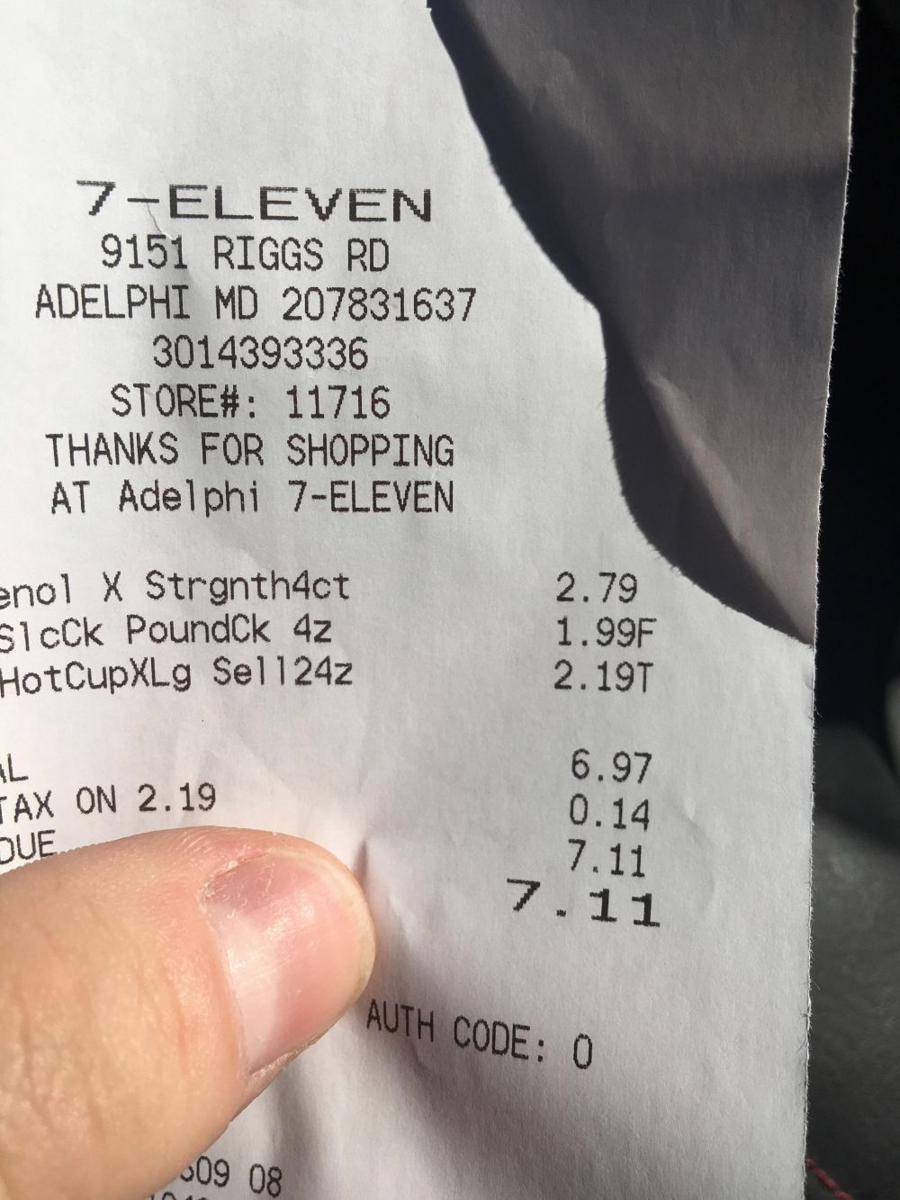 7-ELEVEN
9151 RIGGS RD
ADELPHI MD 207831637
3014393336
STORE#: 11716
THANKS FOR SHOPPING
AT Adelphi 7-ELEVEN
enol X Strgnth4ct 2.79
SlcCk PoundCk 4z 1.99F
HotCupXLg Sell24z 2.19T
AL 6.97
TAX ON 2.19 0.14
DUE 7.11
7.11
AUTH CODE: 0
08